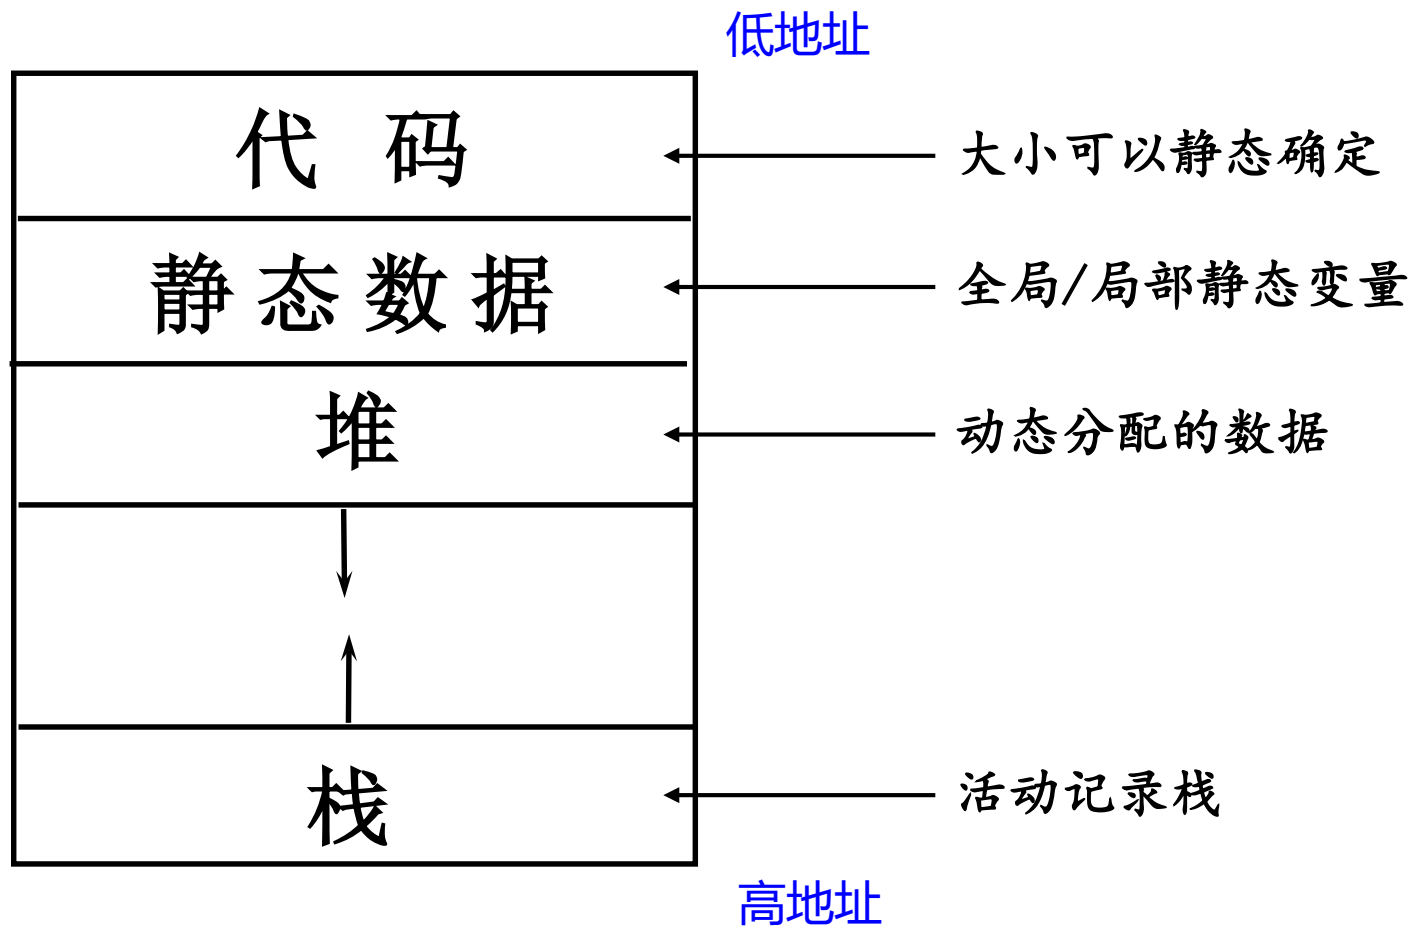 低地址
代 码
大小可以静态确定
静态数据
全局/局部静态变量
堆
动态分配的数据
栈
活动记录栈
高地址